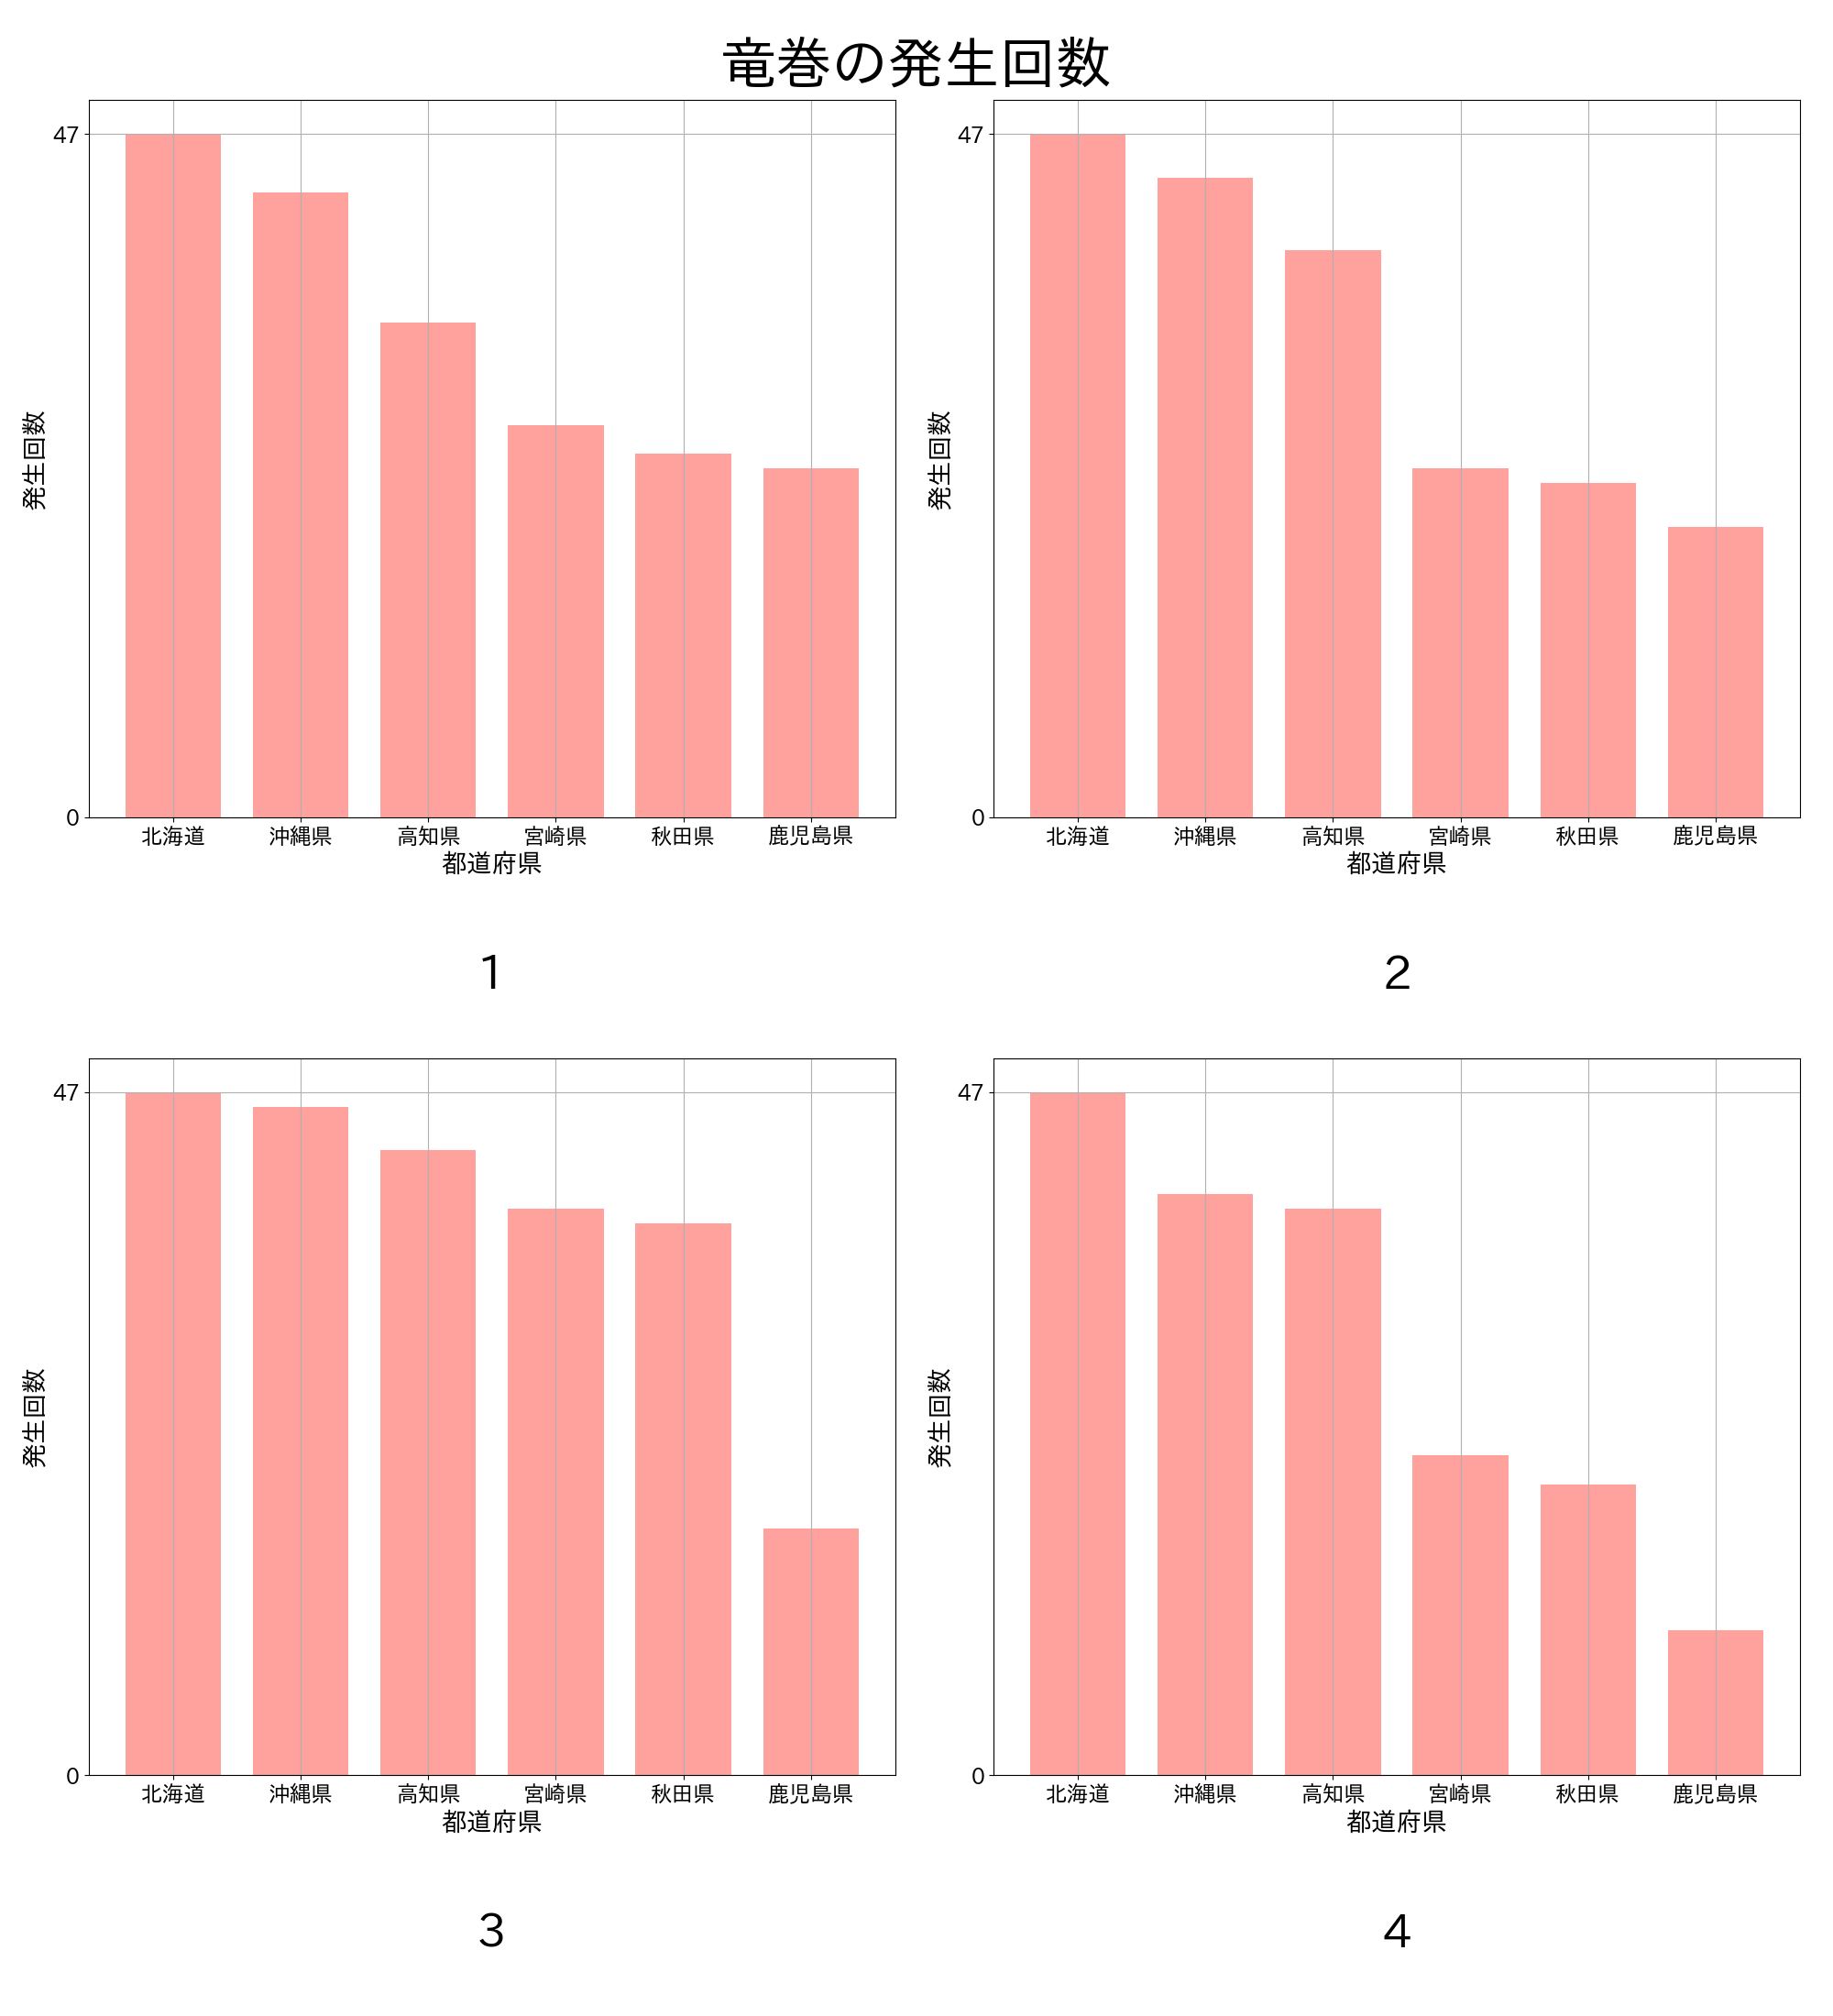 竜巻の発生回数
47
0
発生回数
北海道 沖縄県 高知県 宮崎県 秋田県 鹿児島県
都道府県
1
47
0
発生回数
北海道 沖縄県 高知県 宮崎県 秋田県 鹿児島県
都道府県
2
47
0
発生回数
北海道 沖縄県 高知県 宮崎県 秋田県 鹿児島県
都道府県
3
47
0
発生回数
北海道 沖縄県 高知県 宮崎県 秋田県 鹿児島県
都道府県
4